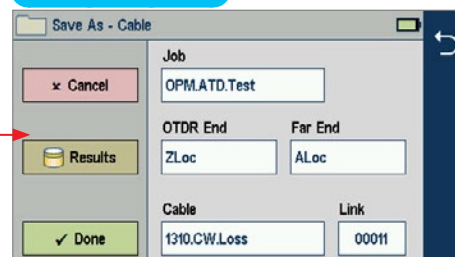 Save As - Cable
Job
× Cancel
OPM.ATD.Test
OTDR End Far End
Results
ZLoc ALoc
Cable Link
✓ Done
1310.CW.Loss 00011